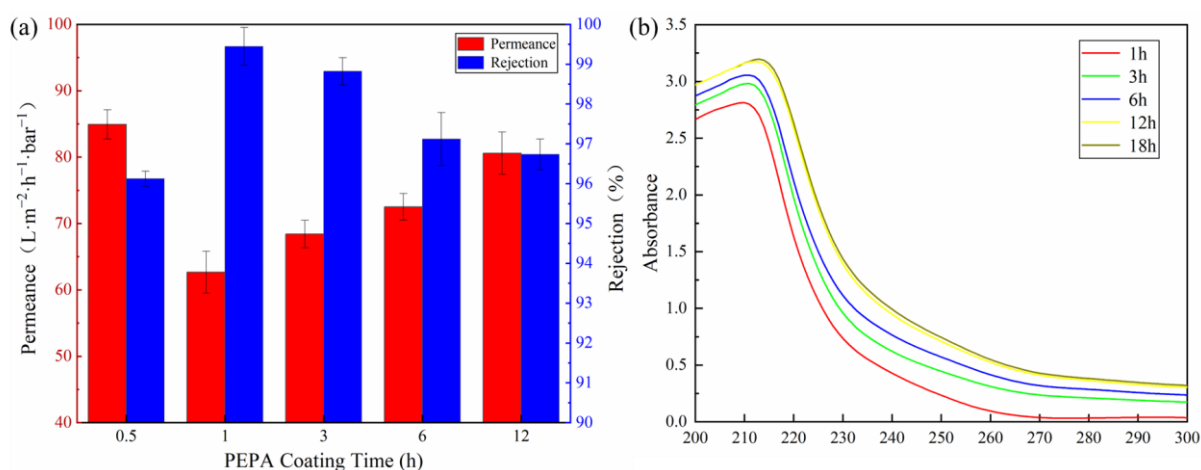 (a)
Permeance
Rejection
100
90
80
70
60
50
40
Permeance（L·m⁻²·h⁻¹·bar⁻¹）
100
99
98
97
96
95
94
93
92
91
90
Rejection（%）
0.5 1 3 6 12
PEPA Coating Time (h)
(b)
1h
3h
6h
12h
18h
3.5
3.0
2.5
2.0
1.5
1.0
0.5
0.0
Absorbance
200 210 220 230 240 250 260 270 280 290 300